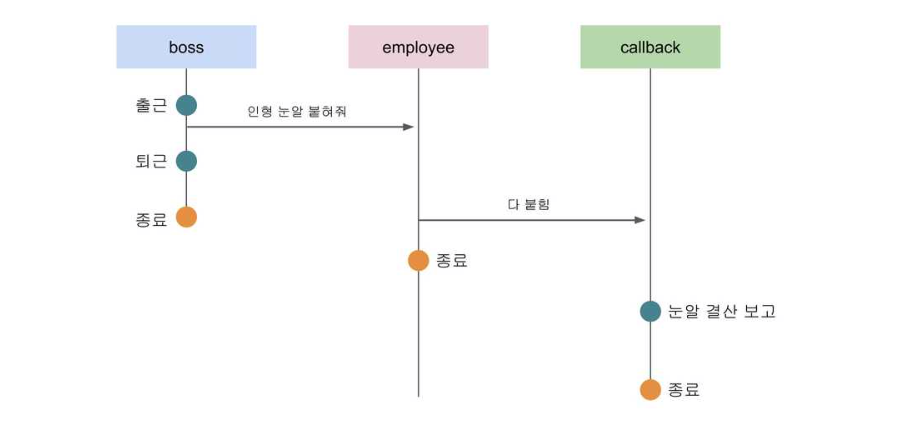 boss
employee
callback
출근
인형 눈알 붙혀줘
퇴근
종료
다 붙힘
종료
눈알 결산 보고
종료